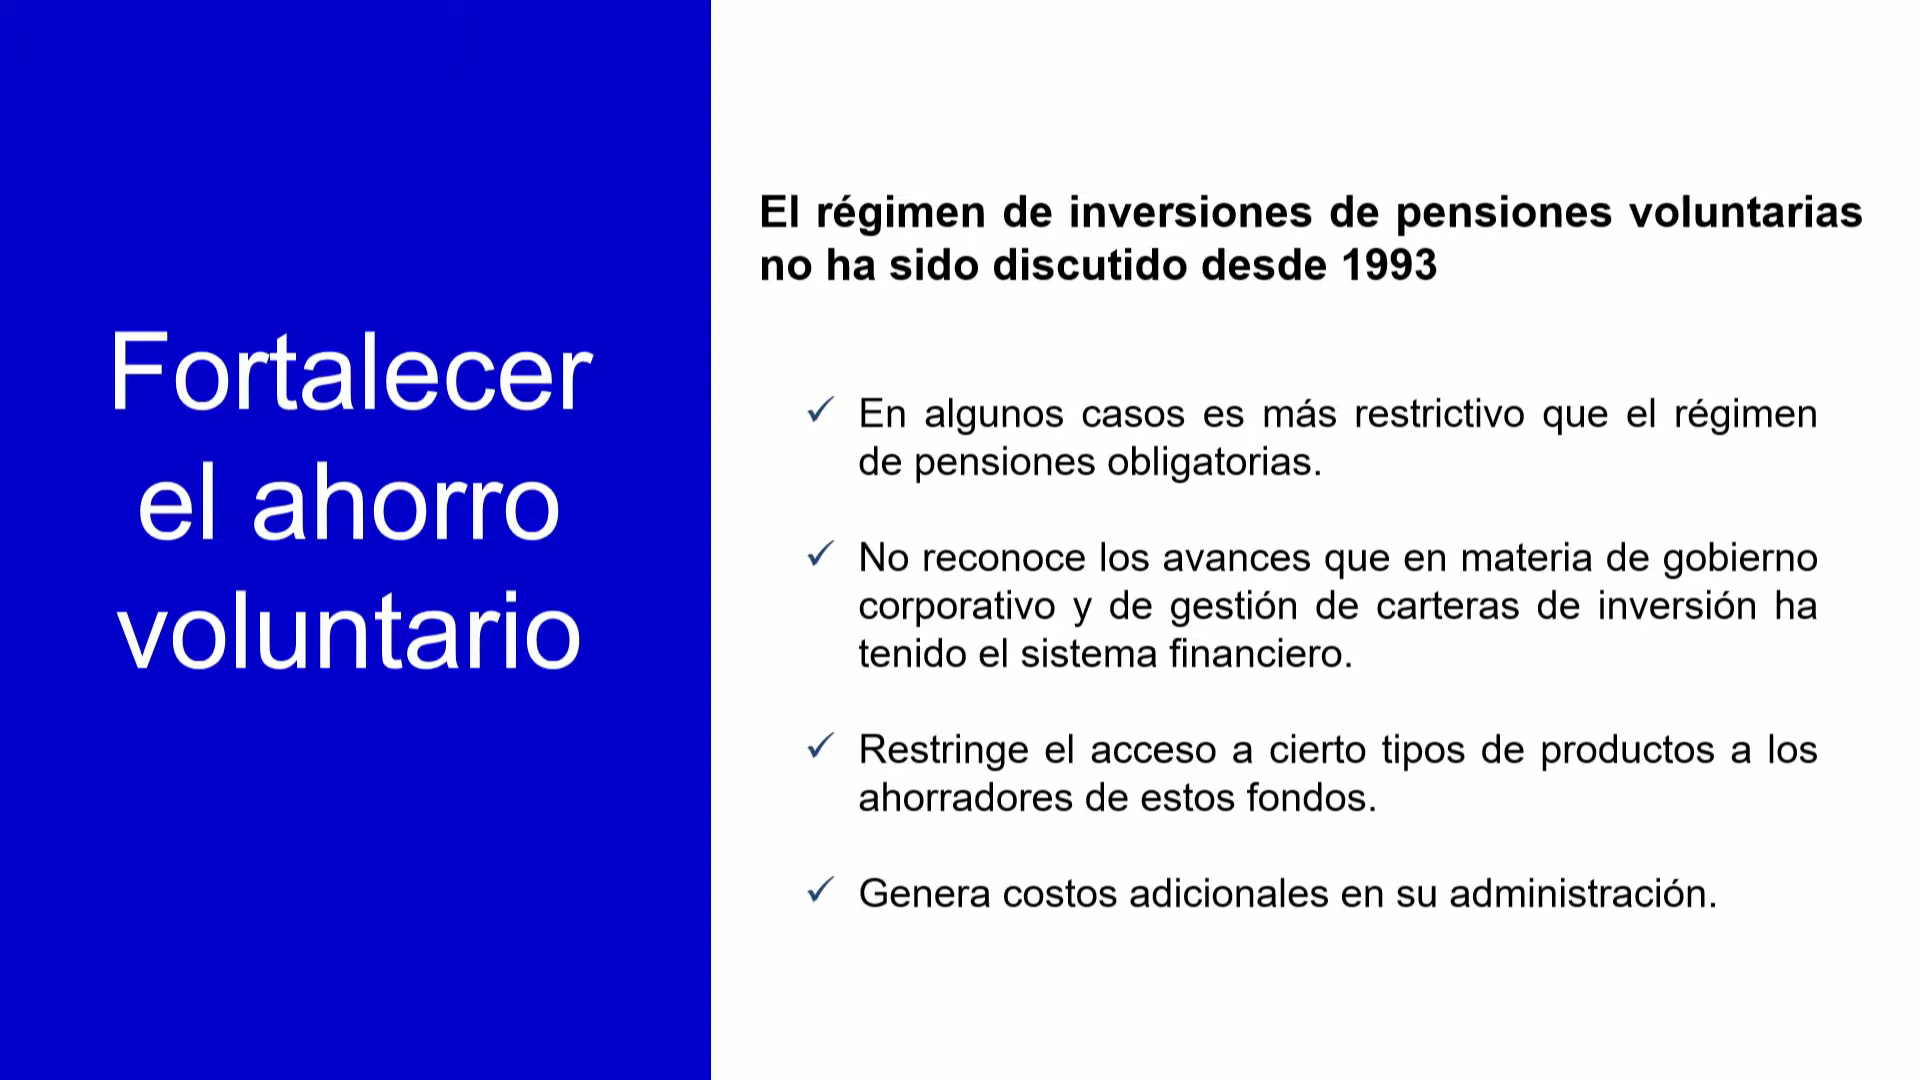 Fortalecer
el ahorro
voluntario
El régimen de inversiones de pensiones voluntarias
no ha sido discutido desde 1993
✓ En algunos casos es más restrictivo que el régimen
de pensiones obligatorias.
✓ No reconoce los avances que en materia de gobierno
corporativo y de gestión de carteras de inversión ha
tenido el sistema financiero.
✓ Restringe el acceso a cierto tipos de productos a los
ahorradores de estos fondos.
✓ Genera costos adicionales en su administración.